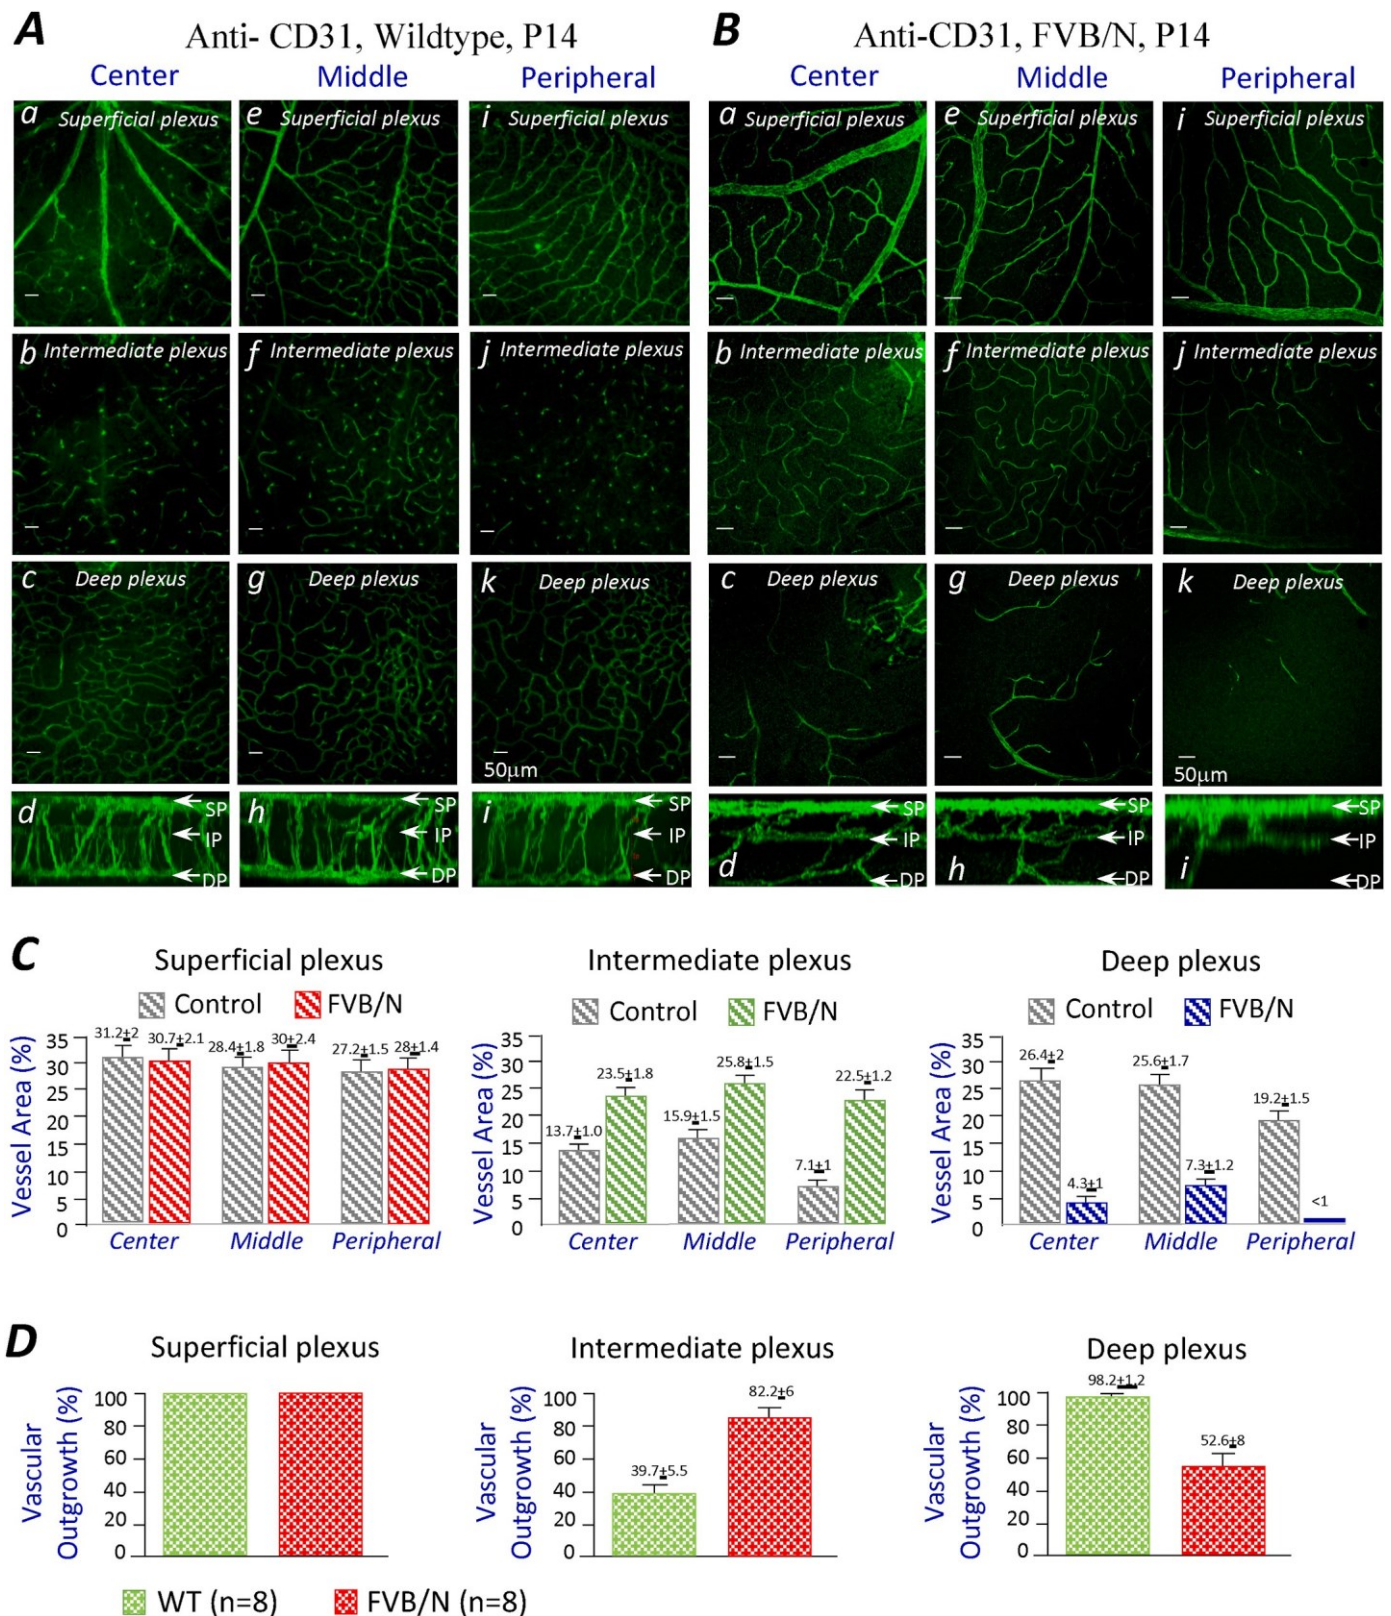 A Anti- CD31, Wildtype, P14
Center Middle Peripheral
a Superficial plexus e Superficial plexus i Superficial plexus
b Intermediate plexus f Intermediate plexus j Intermediate plexus
c Deep plexus g Deep plexus k Deep plexus
50μm
d SP IP DP
h SP IP DP
i SP IP DP
B Anti-CD31, FVB/N, P14
Center Middle Peripheral
a Superficial plexus e Superficial plexus i Superficial plexus
b Intermediate plexus f Intermediate plexus j Intermediate plexus
c Deep plexus g Deep plexus k Deep plexus
50μm
d SP IP DP
h SP IP DP
i SP IP DP
C
Superficial plexus
Control FVB/N
Vessel Area (%)
35
30
25
20
15
10
5
0
31.2±2 30.7±2.1 28.4±1.8 30±2.4 27.2±1.5 28±1.4
Center Middle Peripheral
Intermediate plexus
Control FVB/N
Vessel Area (%)
35
30
25
20
15
10
5
0
13.7±1.0 23.5±1.8 15.9±1.5 25.8±1.5 7.1±1 22.5±1.2
Center Middle Peripheral
Deep plexus
Control FVB/N
Vessel Area (%)
35
30
25
20
15
10
5
0
26.4±2 4.3±1 25.6±1.7 7.3±1.2 19.2±1.5 <1
Center Middle Peripheral
D
Superficial plexus
Vascular
Outgrowth (%)
100
80
60
40
20
0
Intermediate plexus
Vascular
Outgrowth (%)
100
80
60
40
20
0
39.7±5.5 82.2±6
Deep plexus
Vascular
Outgrowth (%)
100
80
60
40
20
0
98.2±1.2 52.6±8
WT (n=8) FVB/N (n=8)